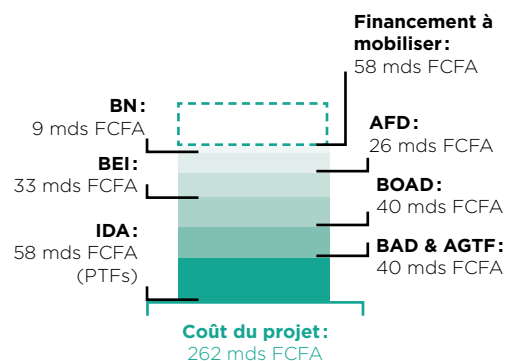 Financement à
mobiliser :
58 mds FCFA
BN :
9 mds FCFA
AFD :
26 mds FCFA
BEI :
33 mds FCFA
BOAD :
40 mds FCFA
IDA :
58 mds FCFA
(PTFs)
BAD & AGTF :
40 mds FCFA
Coût du projet :
262 mds FCFA